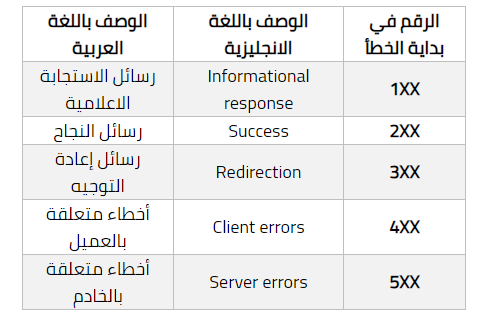 الرقم في بداية الخطأ	الوصف باللغة الانجليزية	الوصف باللغة العربية
1XX	Informational response	رسائل الاستجابة الاعلامية
2XX	Success	رسائل النجاح
3XX	Redirection	رسائل إعادة التوجيه
4XX	Client errors	أخطاء متعلقة بالعميل
5XX	Server errors	أخطاء متعلقة بالخادم